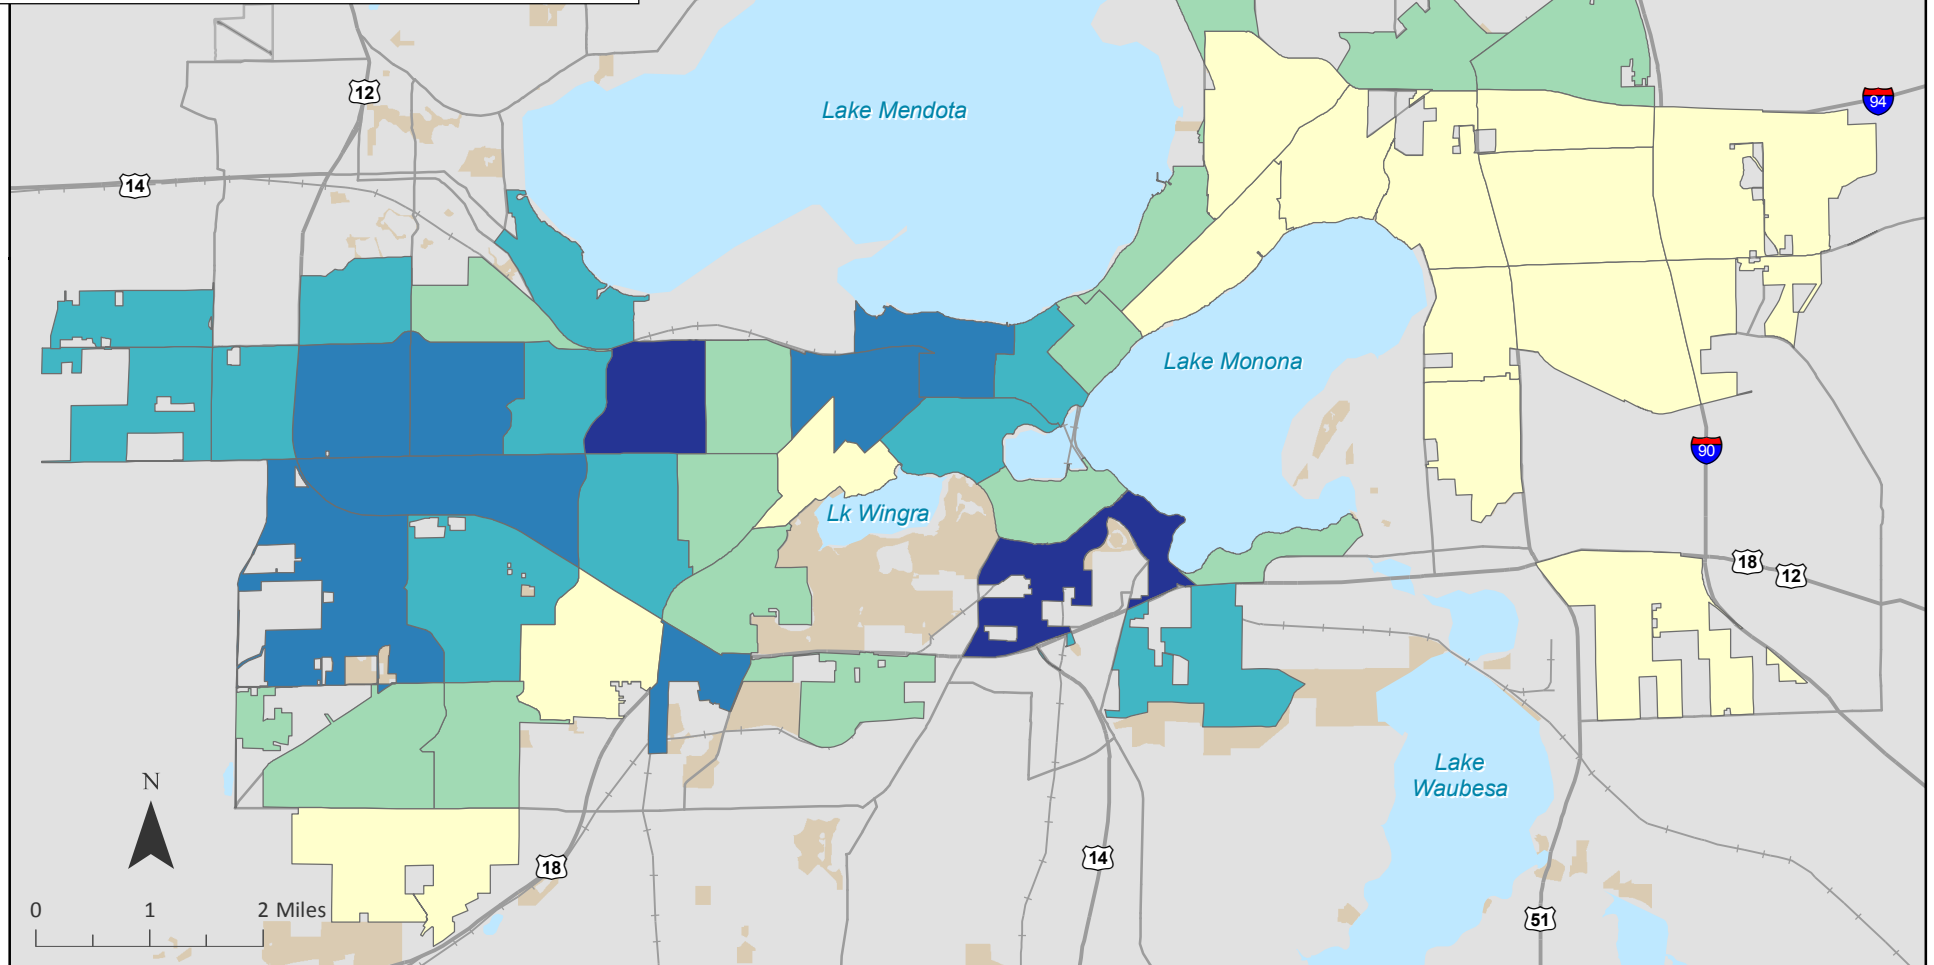 12
Lake Mendota
94
14
Lake Monona
90
Lk Wingra
18
12
Lake
Waubesa
N
14
18
0 1 2 Miles
51